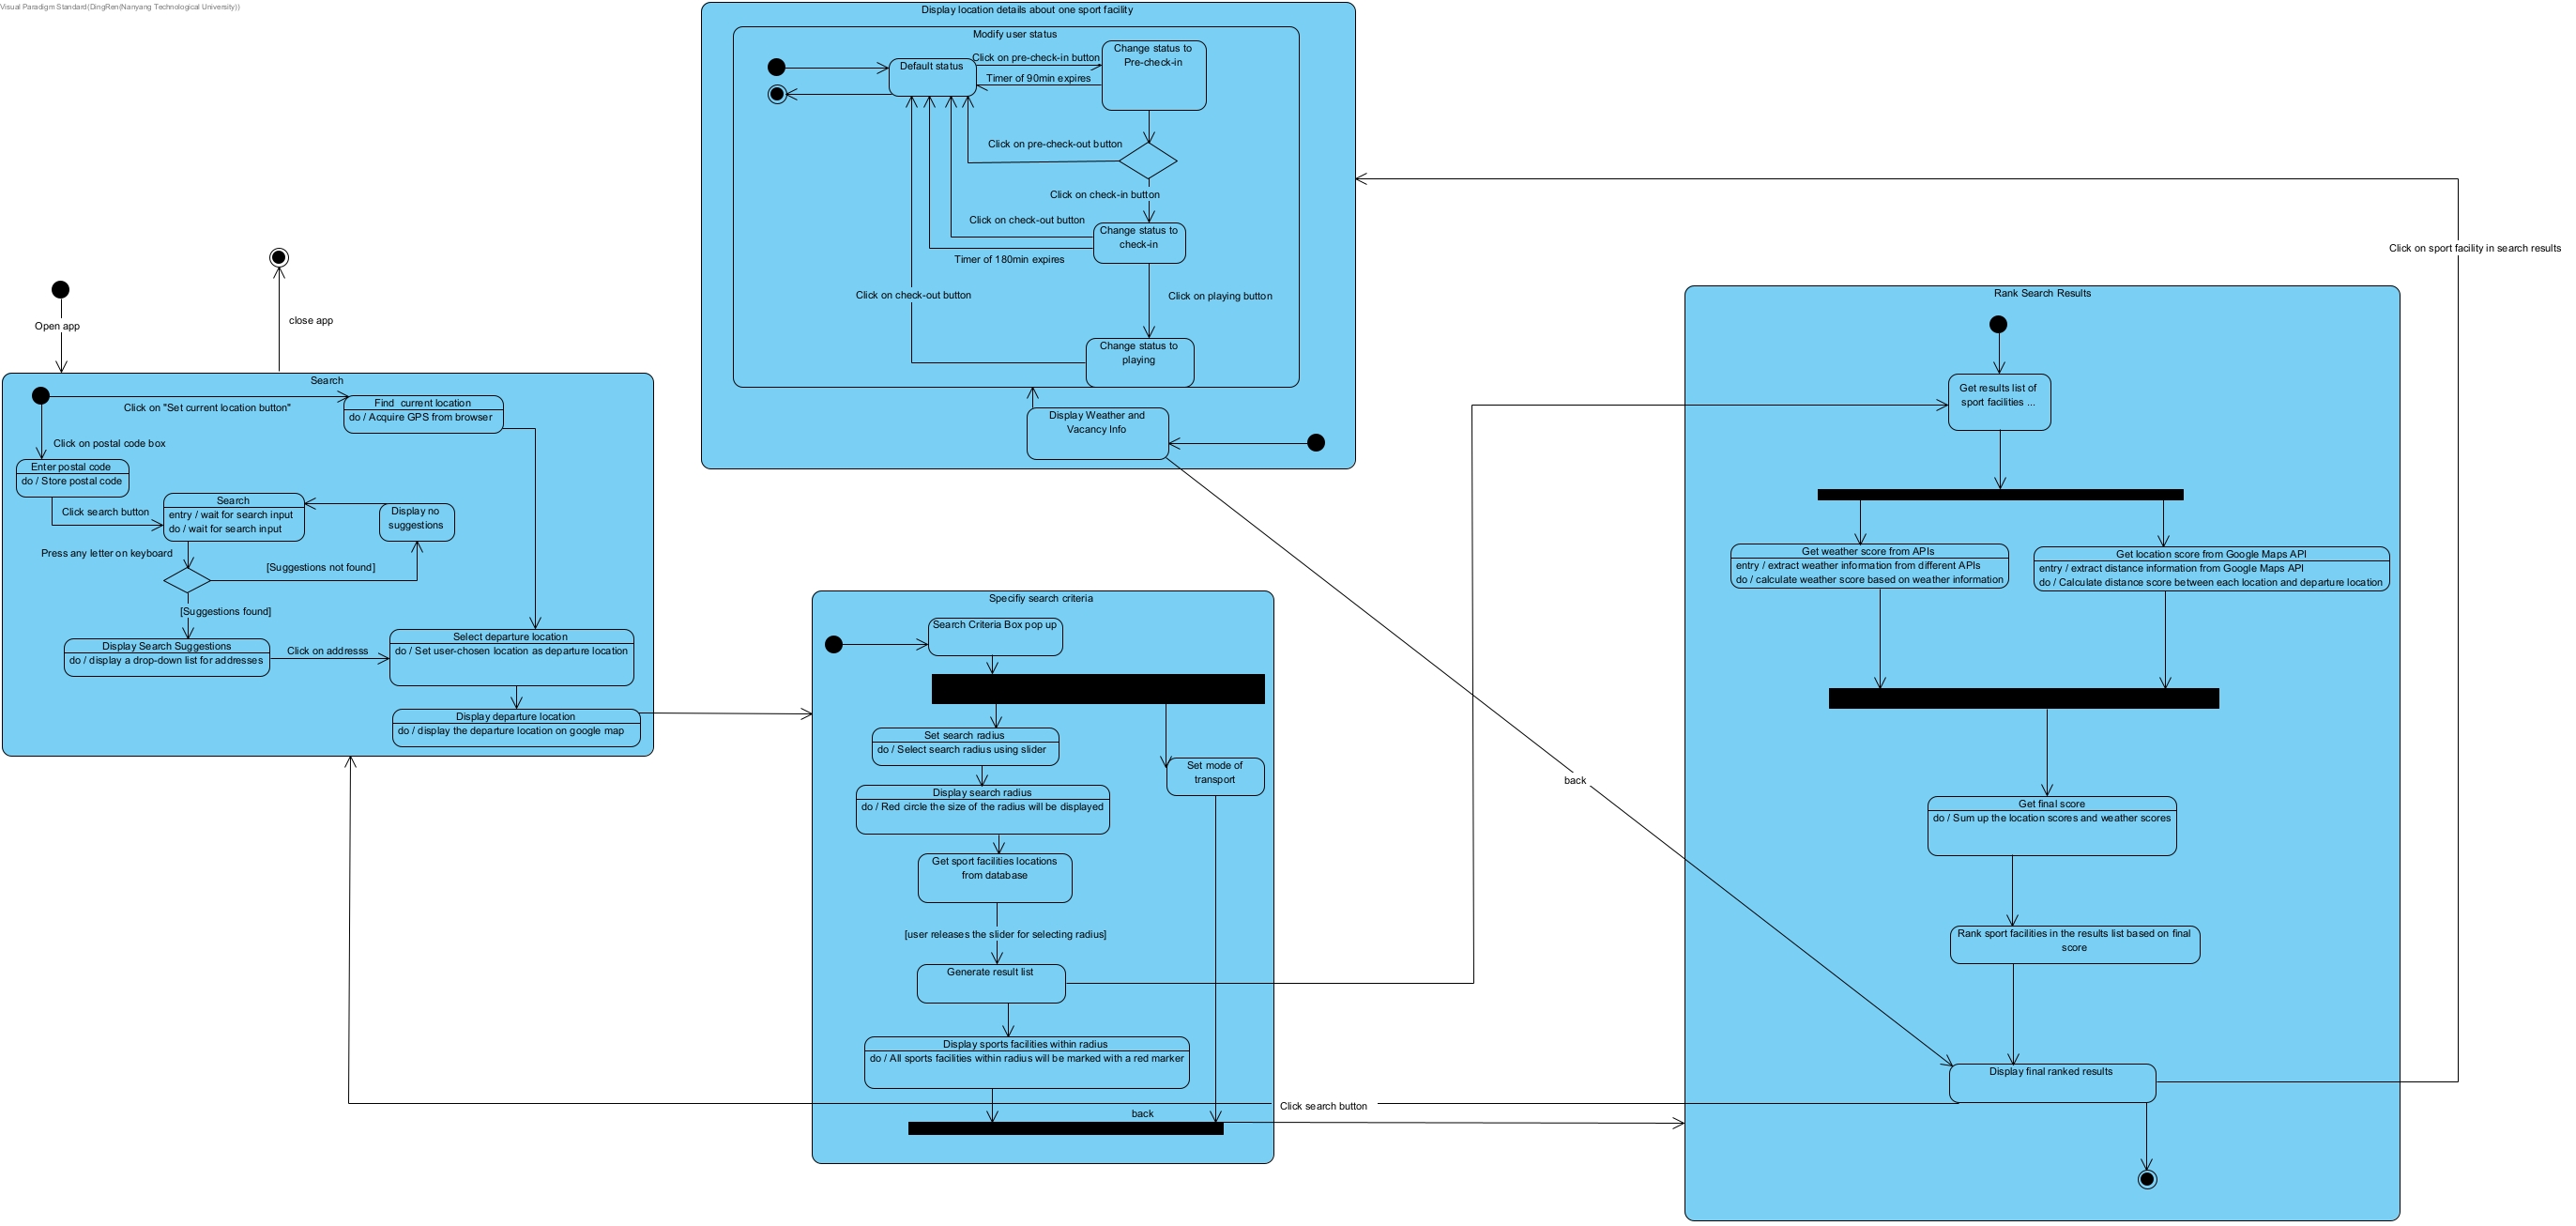 Visual Paradigm Standard(DingRen(Nanyang Technological University))
Display location details about one sport facility
Modify user status
Default status
Click on pre-check-in button
Timer of 90min expires
Change status to
Pre-check-in
Click on pre-check-out button
Click on check-in button
Click on check-out button
Change status to
check-in
Timer of 180min expires
Click on check-out button
Click on playing button
Change status to
playing
Display Weather and
Vacancy Info
Open app
close app
Search
Click on "Set current location button"
Find  current location
do / Acquire GPS from browser
Click on postal code box
Enter postal code
do / Store postal code
Click search button
Search
entry / wait for search input
do / wait for search input
Display no
suggestions
Press any letter on keyboard
[Suggestions not found]
[Suggestions found]
Display Search Suggestions
do / display a drop-down list for addresses
Click on addresss
Select departure location
do / Set user-chosen location as departure location
Display departure location
do / display the departure location on google map
Specifiy search criteria
Search Criteria Box pop up
Set search radius
do / Select search radius using slider
Set mode of
transport
Display search radius
do / Red circle the size of the radius will be displayed
Get sport facilities locations
from database
[user releases the slider for selecting radius]
Generate result list
Display sports facilities within radius
do / All sports facilities within radius will be marked with a red marker
back
Click search button
back
Click on sport facility in search results
Rank Search Results
Get results list of
sport facilities ...
Get weather score from APIs
entry / extract weather information from different APIs
do / calculate weather score based on weather information
Get location score from Google Maps API
entry / extract distance information from Google Maps API
do / Calculate distance score between each location and departure location
Get final score
do / Sum up the location scores and weather scores
Rank sport facilities in the results list based on final
score
Display final ranked results